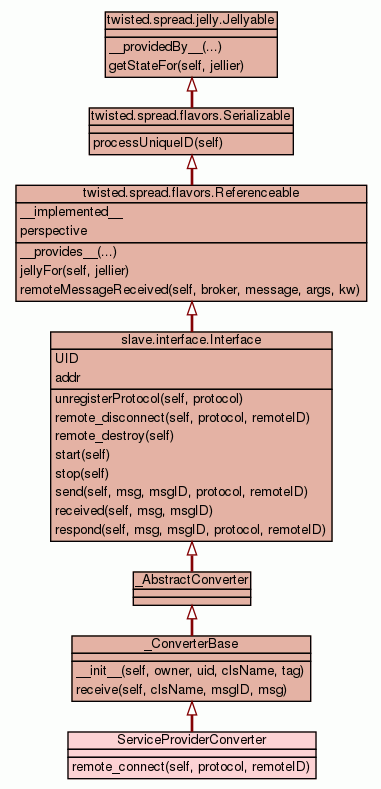 twisted.spread.jelly.Jellyable
__providedBy__(...)
getStateFor(self, jellier)
twisted.spread.flavors.Serializable
processUniqueID(self)
twisted.spread.flavors.Referenceable
__implemented__
perspective
__provides__(...)
jellyFor(self, jellier)
remoteMessageReceived(self, broker, message, args, kw)
slave.interface.Interface
UID
addr
unregisterProtocol(self, protocol)
remote_disconnect(self, protocol, remoteID)
remote_destroy(self)
start(self)
stop(self)
send(self, msg, msgID, protocol, remoteID)
received(self, msg, msgID)
respond(self, msg, msgID, protocol, remoteID)
_AbstractConverter
_ConverterBase
__init__(self, owner, uid, clsName, tag)
receive(self, clsName, msgID, msg)
ServiceProviderConverter
remote_connect(self, protocol, remoteID)